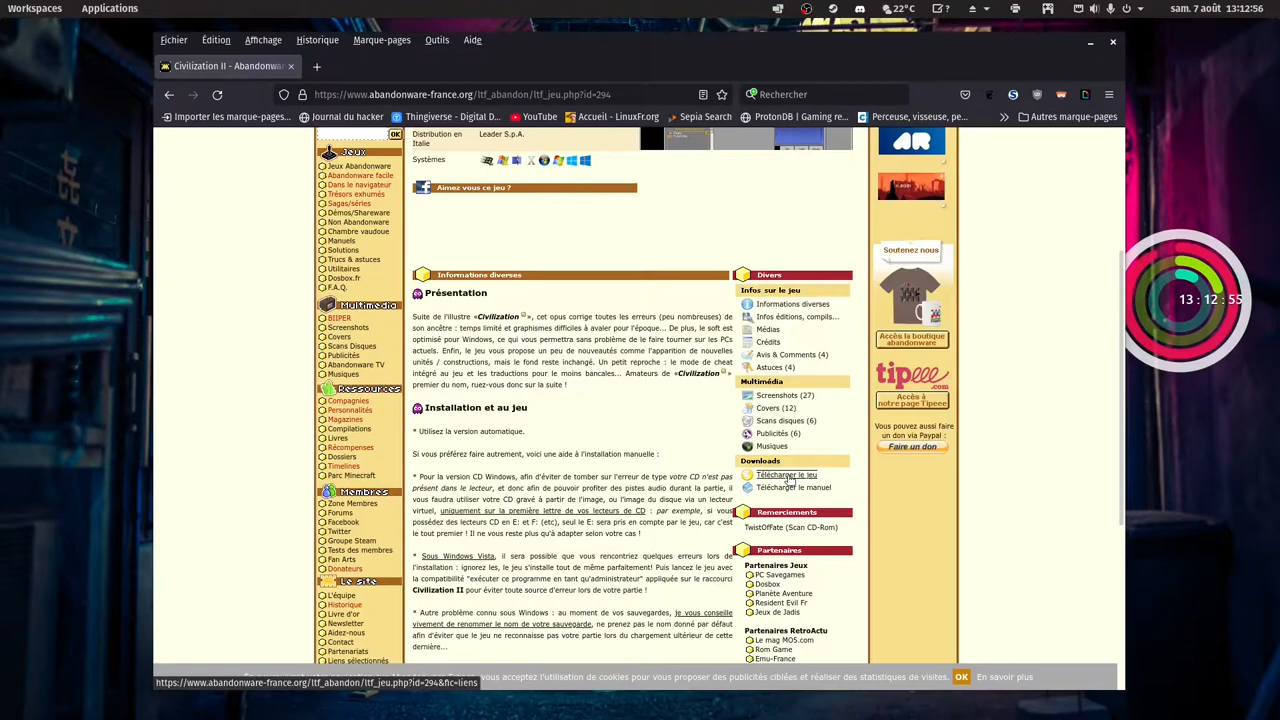 Workspaces Applications 22°C sam. 7 août 13:12:56
Fichier Édition Affichage Historique Marque-pages Outils Aide
Civilization II - Abandonwar
https://www.abandonware-france.org/ltf_abandon/ltf_jeu.php?id=294 Rechercher
Importer les marque-pages... Journal du hacker Thingiverse - Digital D... YouTube Accueil - LinuxFr.org Sepia Search ProtonDB | Gaming re... Perceuse, visseuse, pe... Autres marque-pages
OK
Jeux
Jeux Abandonware
Abandonware facile
Dans le navigateur
Trésors exhumés
Sagas/séries
Démos/Shareware
Non Abandonware
Chambre vaudoue
Manuels
Solutions
Trucs & astuces
Utilitaires
Dosbox.fr
F.A.Q.
Multimedia
BIIPER
Screenshots
Covers
Scans Disques
Publicités
Abandonware TV
Musiques
Ressources
Compagnies
Personnalités
Magazines
Compilations
Livres
Récompenses
Dossiers
Timelines
Parc Minecraft
Membres
Zone Membres
Forums
Facebook
Twitter
Groupe Steam
Tests des membres
Fan Arts
Donateurs
Le site
L'équipe
Historique
Livre d'or
Newsletter
Aidez-nous
Contact
Partenariats
Liens sélectionnés
Distribution en
Italie
Leader S.p.A.
Systèmes
Aimez vous ce jeu ?
Informations diverses
Présentation
Suite de l'illustre «Civilization», cet opus corrige toutes les erreurs (peu nombreuses) de
son ancêtre : temps limité et graphismes difficiles à avaler pour l'époque... De plus, le soft est
optimisé pour Windows, ce qui vous permettra sans problème de le faire tourner sur les PCs
actuels. Enfin, le jeu vous propose un peu de nouveautés comme l'apparition de nouvelles
unités / constructions, mais le fond reste inchangé. Un petit reproche : le mode de cheat
intégré au jeu et les traductions pour le moins bancales... Amateurs de «Civilization»
premier du nom, ruez-vous donc sur la suite !
Installation et au jeu
* Utilisez la version automatique.
Si vous préférez faire autrement, voici une aide à l'installation manuelle :
* Pour la version CD Windows, afin d'éviter de tomber sur l'erreur de type votre CD n'est pas
présent dans le lecteur, et donc afin de pouvoir profiter des pistes audio durant la partie, il
vous faudra utiliser votre CD gravé à partir de l'image, ou l'image du disque via un lecteur
virtuel, uniquement sur la première lettre de vos lecteurs de CD : par exemple, si vous
possédez des lecteurs CD en E: et F: (etc), seul le E: sera pris en compte par le jeu, car c'est
tout le premier ! Il ne vous reste plus qu'à adapter selon votre cas !
* Sous Windows Vista, il sera possible que vous rencontriez quelques erreurs lors de
l'installation : ignorez les, le jeu s'installe tout de même parfaitement! Puis lancez le jeu avec
la compatibilité "exécuter ce programme en tant qu'administrateur" appliquée sur le raccourci
Civilization II pour éviter toute source d'erreur lors de votre partie !
* Autre problème connu sous Windows : au moment de vos sauvegardes, je vous conseille
vivement de renommer le nom de votre sauvegarde, ne prenez pas le nom donné par défaut
afin d'éviter que le jeu ne reconnaisse pas votre partie lors du chargement ultérieur de cette
dernière...
Divers
Infos sur le jeu
Informations diverses
Infos éditions, compils...
Médias
Crédits
Avis & Comments (4)
Astuces (4)
Multimédia
Screenshots (27)
Covers (12)
Scans disques (6)
Publicités (6)
Musiques
Downloads
Télécharger le jeu
Télécharger le manuel
Remerciements
TwistOfFate (Scan CD-Rom)
Partenaires
Partenaires Jeux
PC Savegames
Dosbox
Planète Aventure
Resident Evil Fr
Jeux de Jadis
Partenaires RetroActu
Le mag MO5.com
Rom Game
Emu-France
AR
Soutenez nous
Accès la boutique
abandonware
tipeee
.com
Accès à
notre page Tipeee
Vous pouvez aussi faire
un don via Paypal :
Faire un don
13 : 12 : 55
vous acceptez l'utilisation de cookies pour vous proposer des publicités ciblées et réaliser des statistiques de visites. OK En savoir plus
https://www.abandonware-france.org/ltf_abandon/ltf_jeu.php?id=294&fic=liens